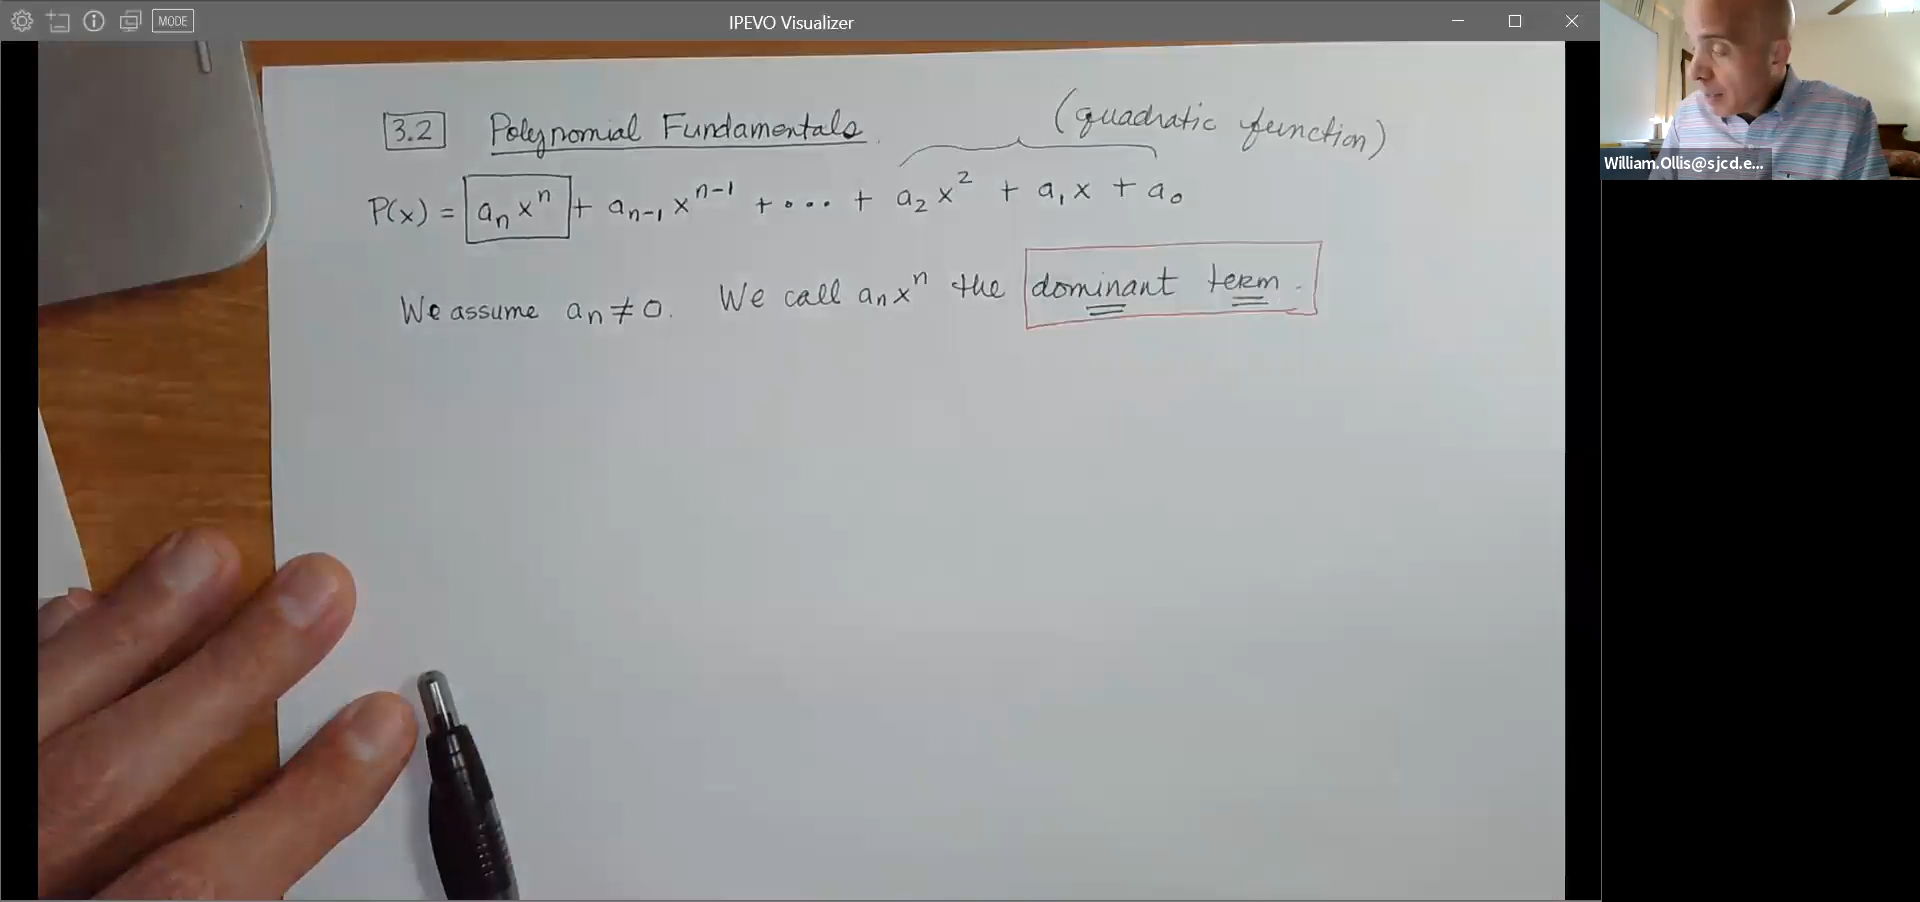 MODE
IPEVO Visualizer
William.Ollis@sjcd.e...
3.2 Polynomial Fundamentals.
(quadratic function)
P(x) = aₙxⁿ + aₙ₋₁xⁿ⁻¹ + .... + a₂x² + a₁x + a₀
We assume aₙ ≠ 0. We call aₙxⁿ the dominant term.